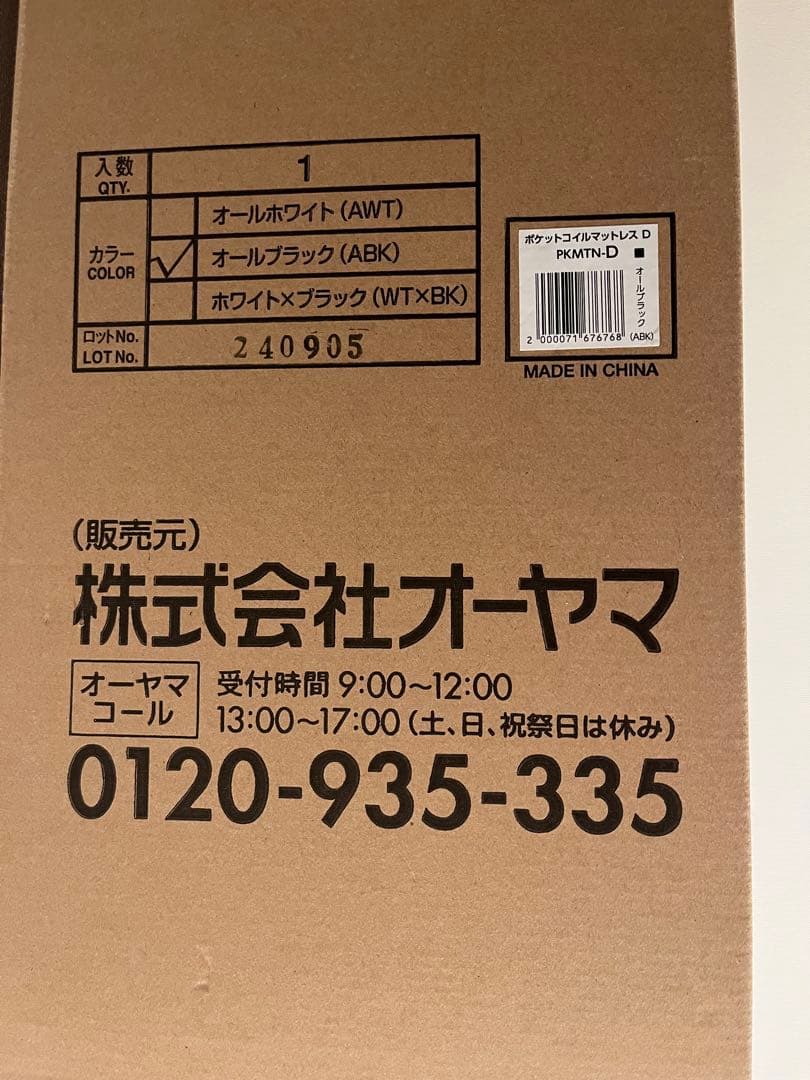 入数
QTY.
1
カラー
COLOR
オールホワイト(AWT)
オールブラック(ABK)
ホワイト×ブラック(WT×BK)
ロットNo.
LOT No.
240905
ポケットコイルマットレス D
PKMTN-D ■
オールブラック
(ABK)
2 000071 676768
MADE IN CHINA
(販売元)
株式会社オーヤマ
オーヤマ
コール
受付時間 9:00~12:00
13:00~17:00(土、日、祝祭日は休み)
0120-935-335